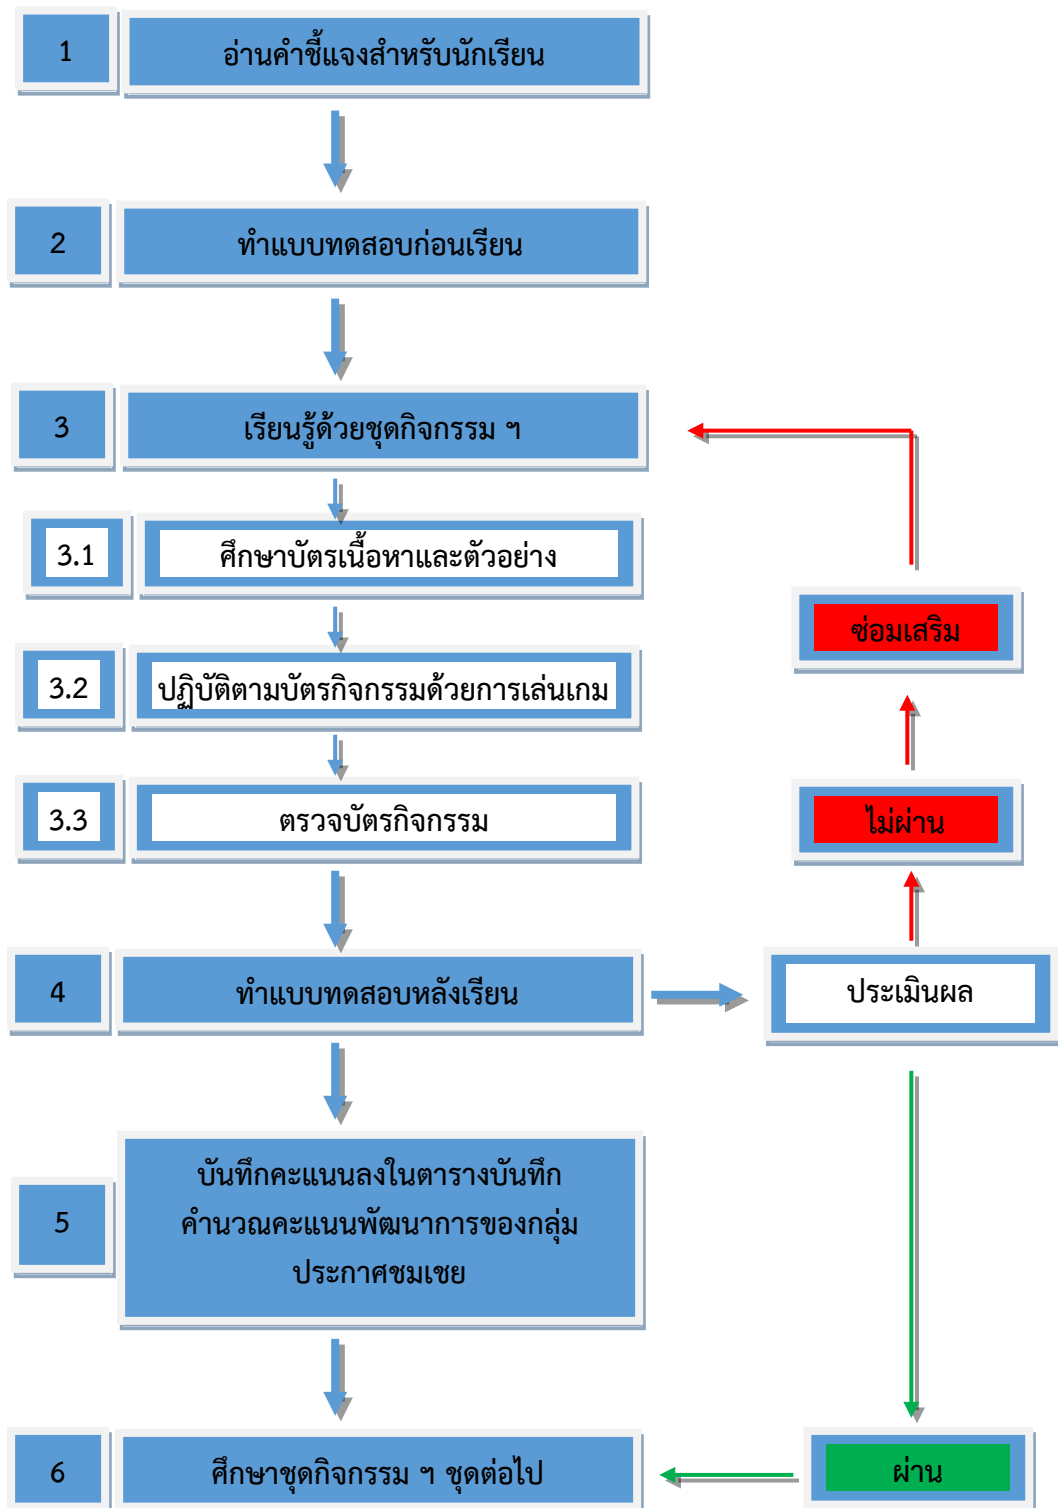 1
อ่านคำชี้แจงสำหรับนักเรียน
2
ทำแบบทดสอบก่อนเรียน
3
เรียนรู้ด้วยชุดกิจกรรม ฯ
3.1
ศึกษาบัตรเนื้อหาและตัวอย่าง
ซ่อมเสริม
3.2
ปฏิบัติตามบัตรกิจกรรมด้วยการเล่นเกม
3.3
ตรวจบัตรกิจกรรม
ไม่ผ่าน
4
ทำแบบทดสอบหลังเรียน
ประเมินผล
5
บันทึกคะแนนลงในตารางบันทึก
คำนวณคะแนนพัฒนาการของกลุ่ม
ประกาศชมเชย
6
ศึกษาชุดกิจกรรม ฯ ชุดต่อไป
ผ่าน